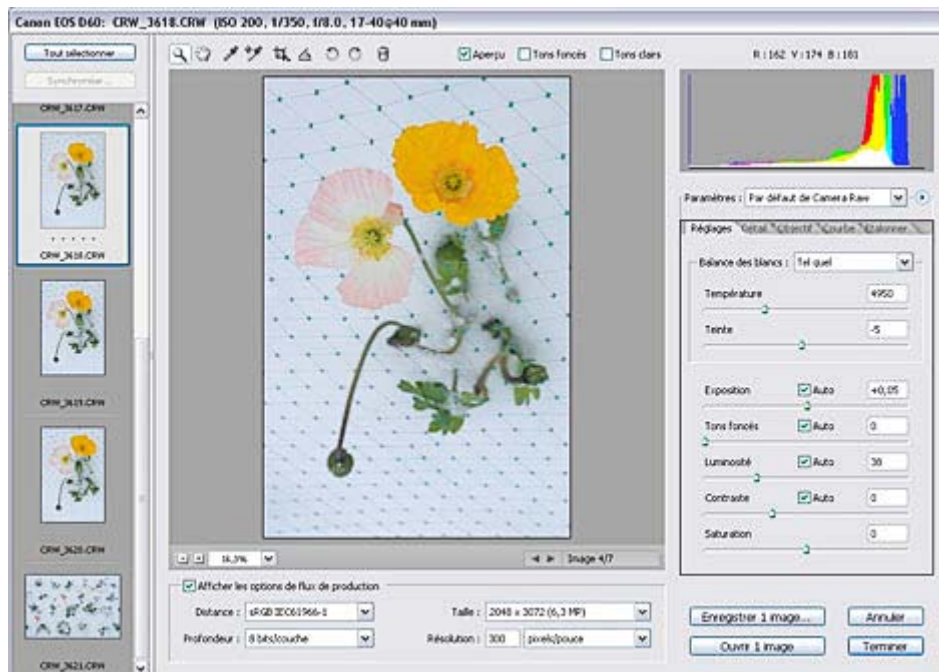 Canon EOS D60: CRW_3618.CRW (ISO 200, 1/350, f/8.0, 17-40@40 mm)
Tout sélectionner
Synchroniser...
CRW_3617.CRW
CRW_3618.CRW
CRW_3619.CRW
CRW_3620.CRW
CRW_3621.CRW
Aperçu
Tons foncés
Tons clairs
16,5%
Image 4/7
Afficher les options de flux de production
Distance : sRGB IEC61966-1
Taille : 2048 x 3072 (6,3 MP)
Profondeur : 8 bits/couche
Résolution : 300 pixels/pouce
R : 162 V : 174 B : 181
Paramètres : Par défaut de Camera Raw
Réglages Détail Objectif Courbe Etalonner
Balance des blancs : Tel quel
Température 4950
Teinte -5
Exposition Auto +0,05
Tons foncés Auto 0
Luminosité Auto 38
Contraste Auto 0
Saturation 0
Enregistrer 1 image... Annuler
Ouvrir 1 image Terminer